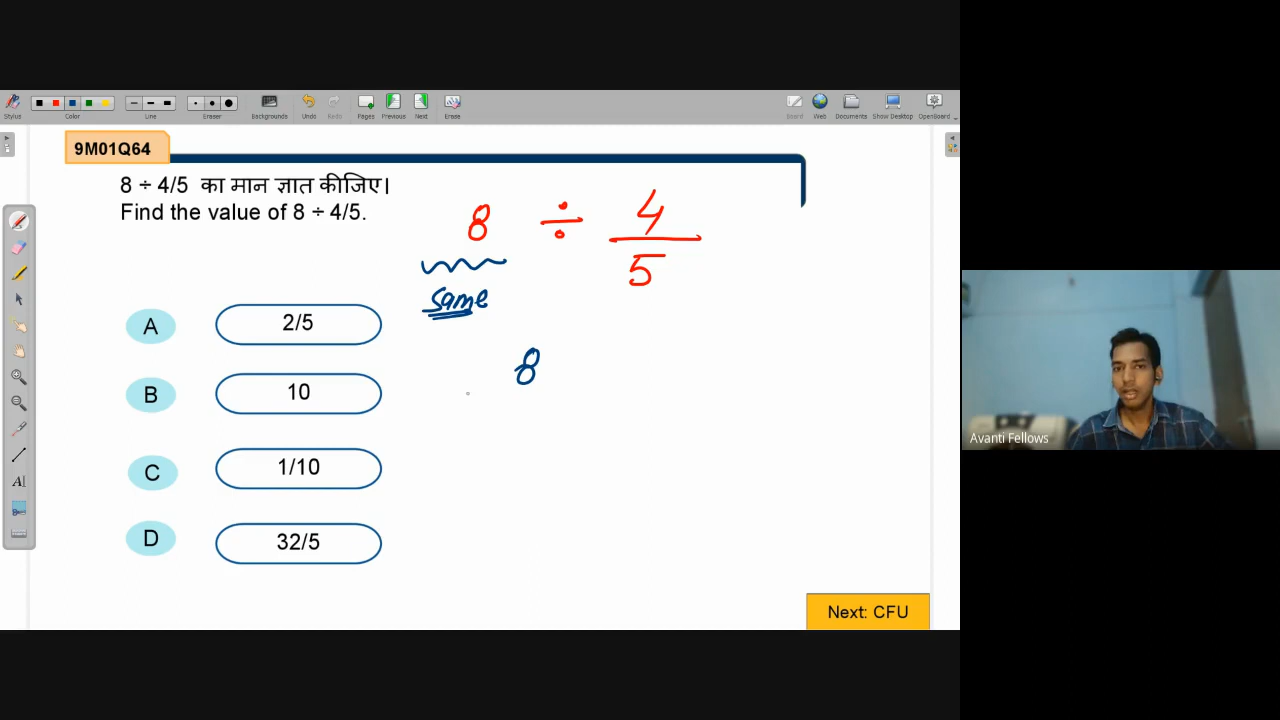 Stylus Color Line Eraser Backgrounds Undo Redo Pages Previous Next Erase Board Web Documents Show Desktop OpenBoard
9M01Q64
8 ÷ 4/5 का मान ज्ञात कीजिए।
Find the value of 8 ÷ 4/5.
8 ÷ 4
5
same
8
A 2/5
B 10
C 1/10
D 32/5
Avanti Fellows
Next: CFU